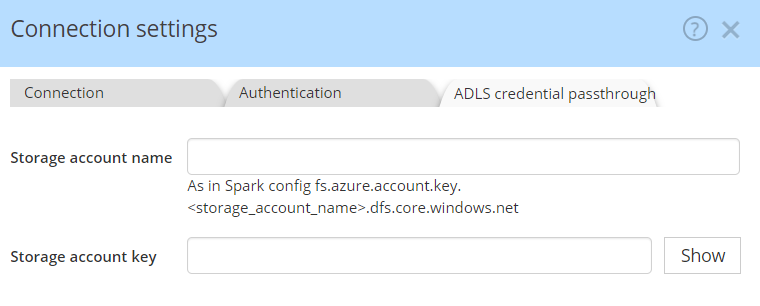 Connection settings
Connection
Authentication
ADLS credential passthrough
Storage account name
As in Spark config fs.azure.account.key.
<storage_account_name>.dfs.core.windows.net
Storage account key
Show